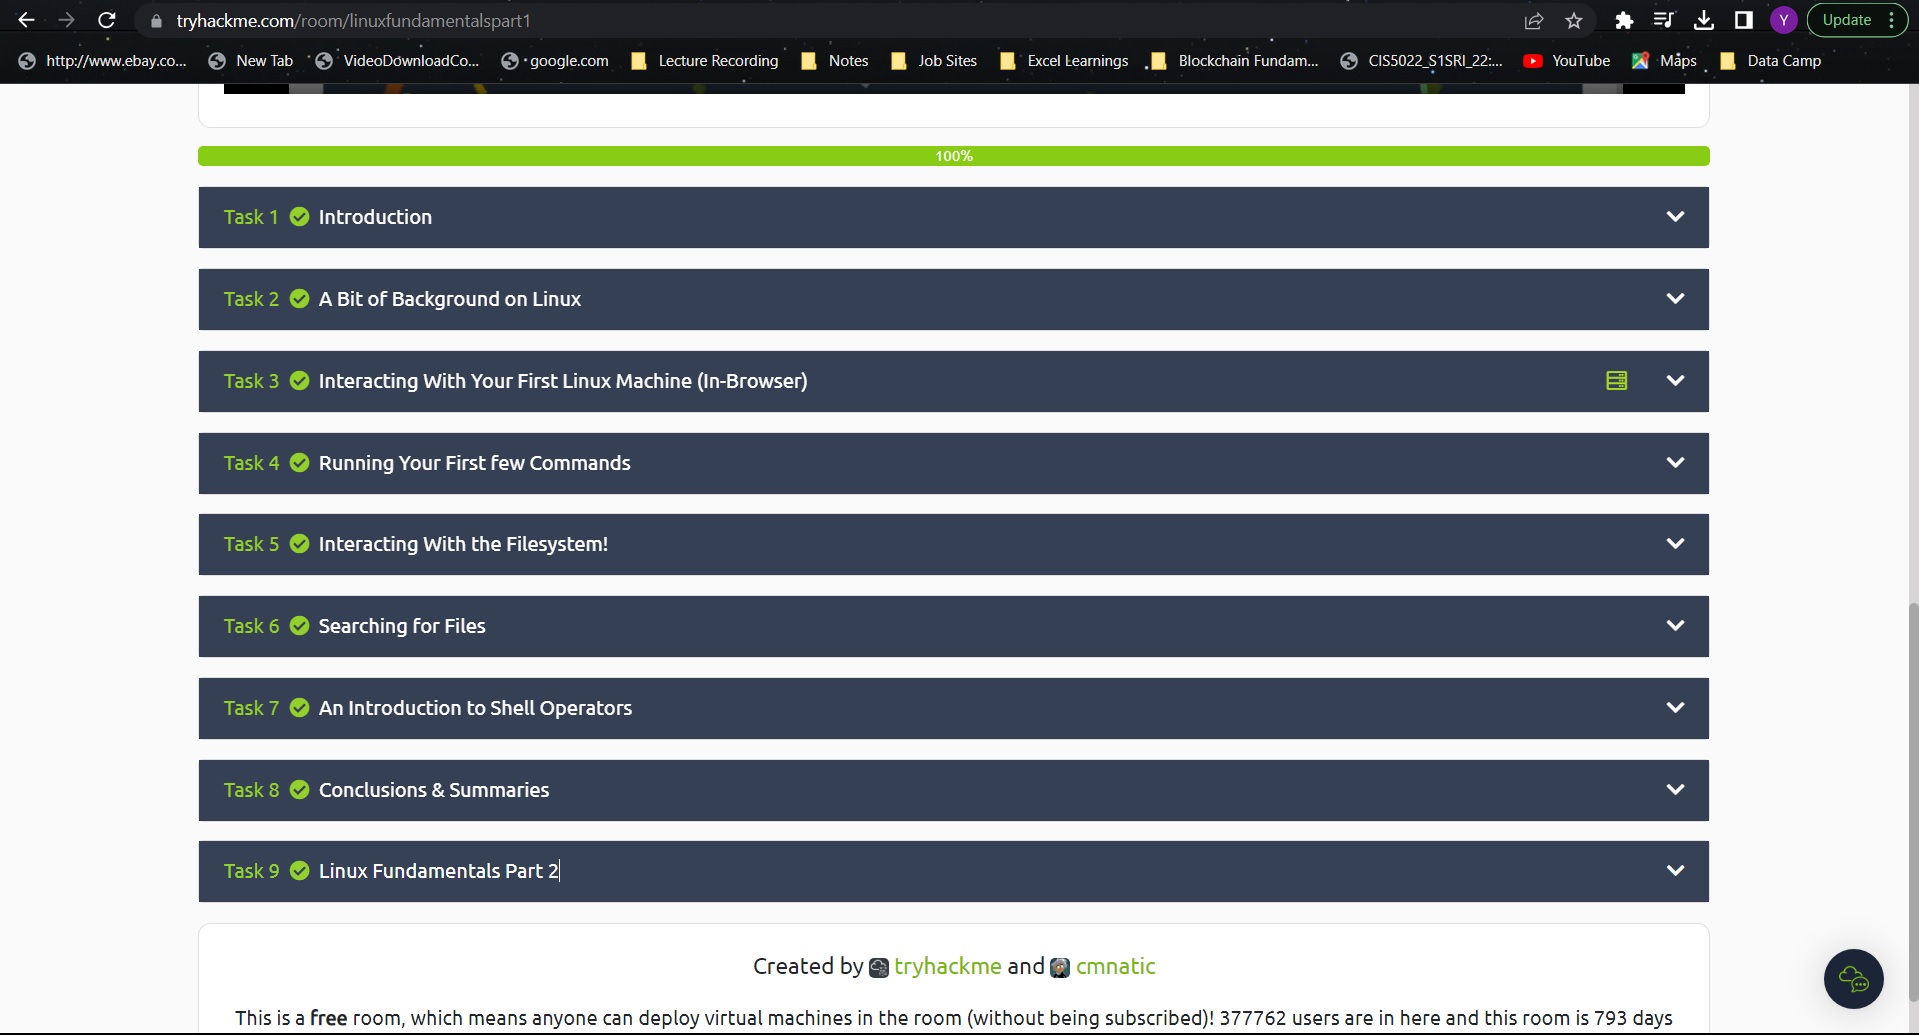 tryhackme.com/room/linuxfundamentalspart1
Y
Update
http://www.ebay.co...
New Tab
VideoDownloadCo...
google.com
Lecture Recording
Notes
Job Sites
Excel Learnings
Blockchain Fundam...
CIS5022_S1SRI_22:...
YouTube
Maps
Data Camp
100%
Task 1 Introduction
Task 2 A Bit of Background on Linux
Task 3 Interacting With Your First Linux Machine (In-Browser)
Task 4 Running Your First few Commands
Task 5 Interacting With the Filesystem!
Task 6 Searching for Files
Task 7 An Introduction to Shell Operators
Task 8 Conclusions & Summaries
Task 9 Linux Fundamentals Part 2
Created by tryhackme and cmnatic
This is a free room, which means anyone can deploy virtual machines in the room (without being subscribed)! 377762 users are in here and this room is 793 days